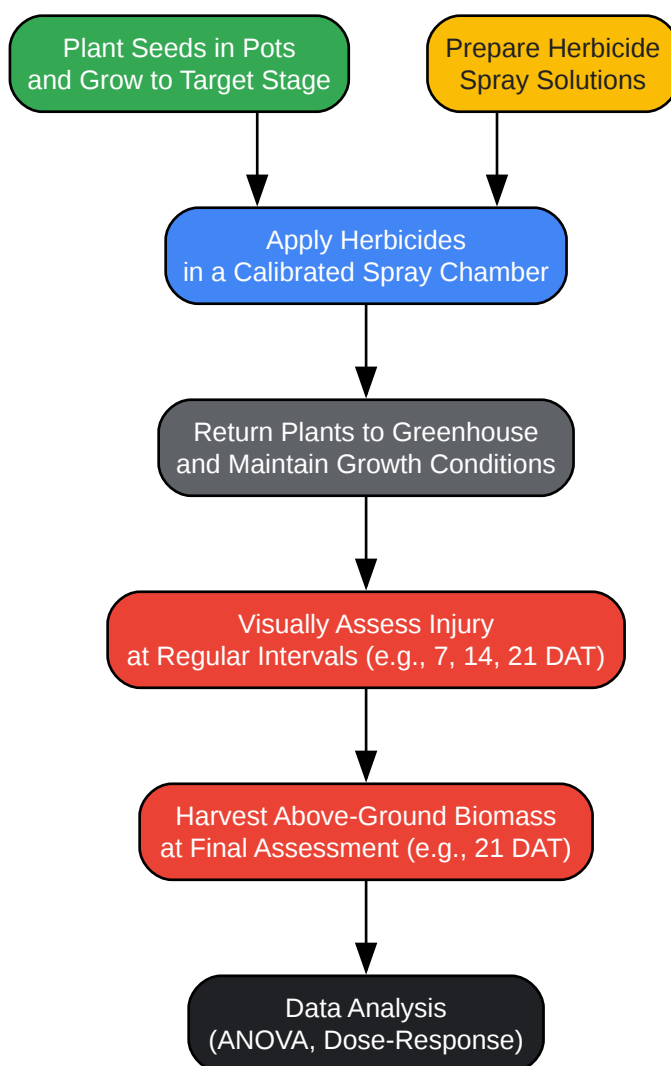 Plant Seeds in Pots
and Grow to Target Stage
Prepare Herbicide
Spray Solutions
Apply Herbicides
in a Calibrated Spray Chamber
Return Plants to Greenhouse
and Maintain Growth Conditions
Visually Assess Injury
at Regular Intervals (e.g., 7, 14, 21 DAT)
Harvest Above-Ground Biomass
at Final Assessment (e.g., 21 DAT)
Data Analysis
(ANOVA, Dose-Response)